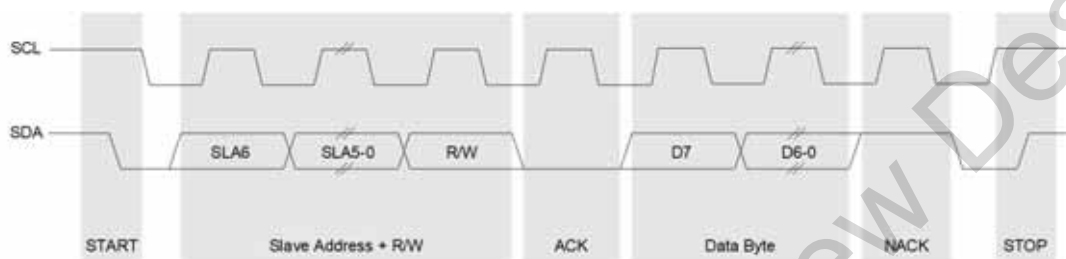 SCL
SDA
SLA6 SLA5-0 R/W D7 D6-0
START Slave Address + R/W ACK Data Byte NACK STOP